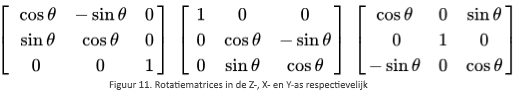 cos θ − sin θ 0 1 0 0 cos θ 0 sin θ
sin θ cos θ 0 0 cos θ − sin θ 0 1 0
0 0 1 0 sin θ cos θ − sin θ 0 cos θ
Figuur 11. Rotatiematrices in de Z-, X- en Y-as respectievelijk